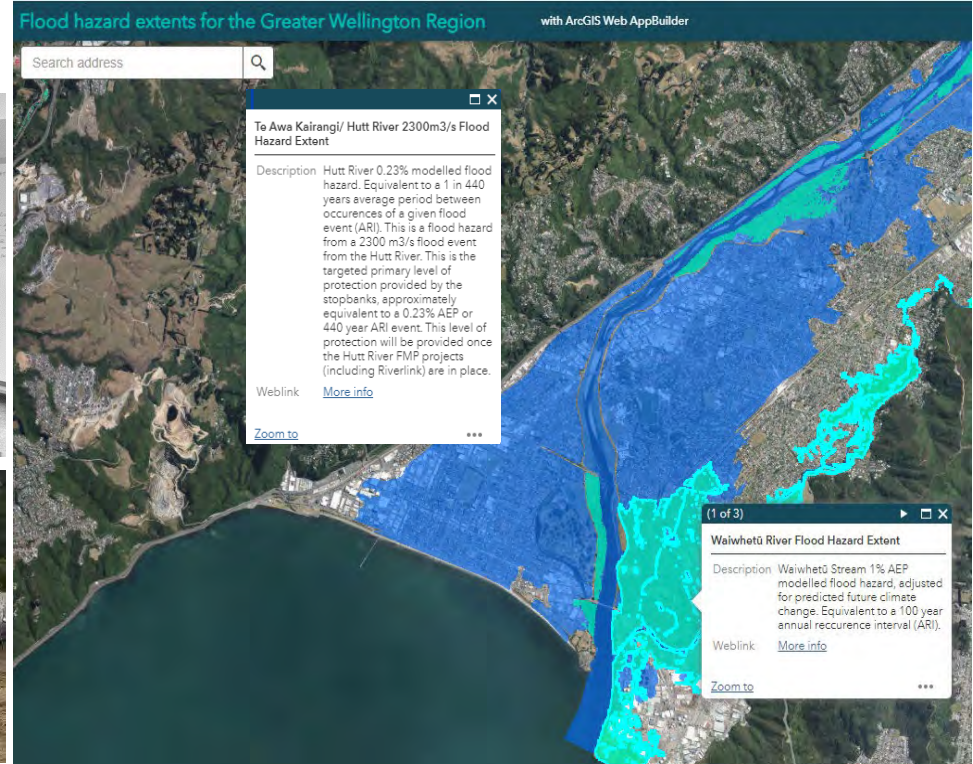 Flood hazard extents for the Greater Wellington Region with ArcGIS Web AppBuilder
Search address
Te Awa Kairangi/ Hutt River 2300m3/s Flood
Hazard Extent
Description Hutt River 0.23% modelled flood
hazard. Equivalent to a 1 in 440
years average period between
occurences of a given flood
event (ARI). This is a flood hazard
from a 2300 m3/s flood event
from the Hutt River. This is the
targeted primary level of
protection provided by the
stopbanks, approximately
equivalent to a 0.23% AEP or
440 year ARI event. This level of
protection will be provided once
the Hutt River FMP projects
(including Riverlink) are in place.
Weblink More info
Zoom to
(1 of 3)
Waiwhetū River Flood Hazard Extent
Description Waiwhetū Stream 1% AEP
modelled flood hazard, adjusted
for predicted future climate
change. Equivalent to a 100 year
annual reccurence interval (ARI).
Weblink More info
Zoom to